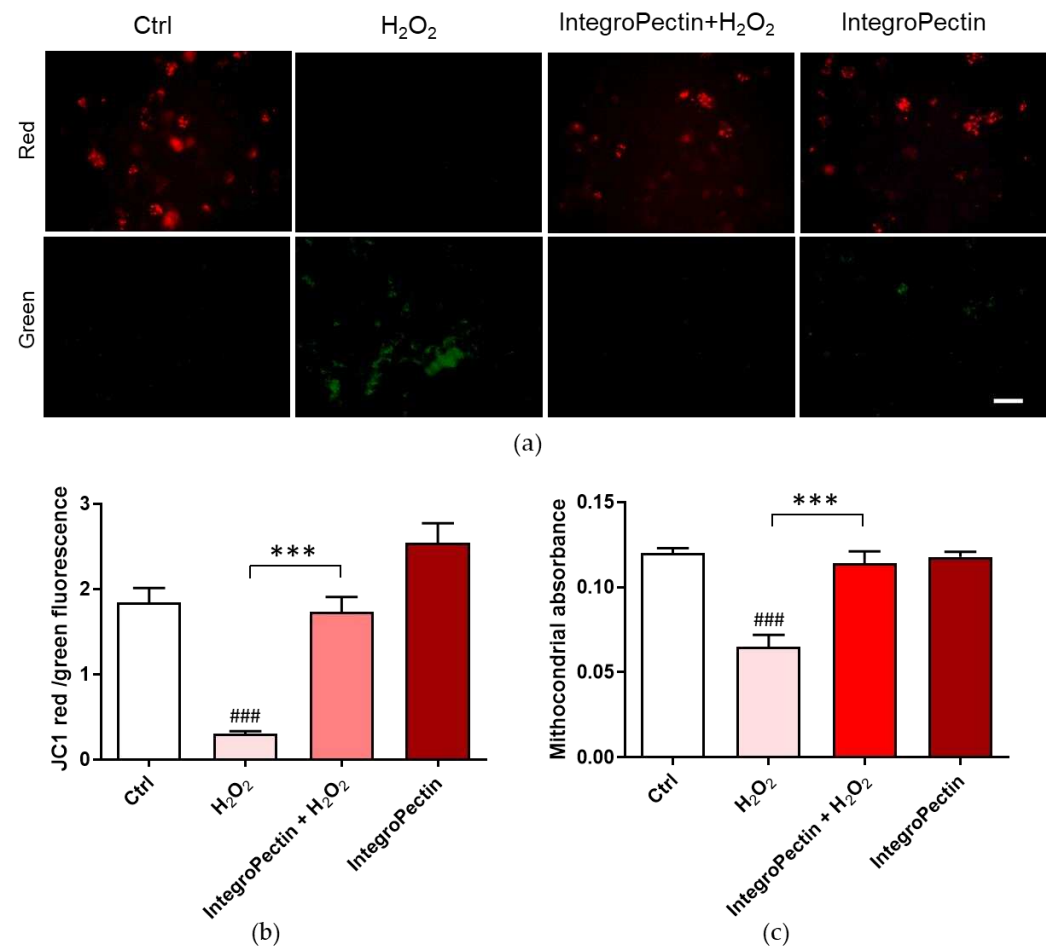 Ctrl H₂O₂ IntegroPectin+H₂O₂ IntegroPectin
Red
Green
(a)
JC1 red /green fluorescence
3
2
1
0
***
###
Ctrl
H₂O₂
IntegroPectin + H₂O₂
IntegroPectin
(b)
Mithocondrial absorbance
0.15
0.10
0.05
0.00
***
###
Ctrl
H₂O₂
IntegroPectin + H₂O₂
IntegroPectin
(c)